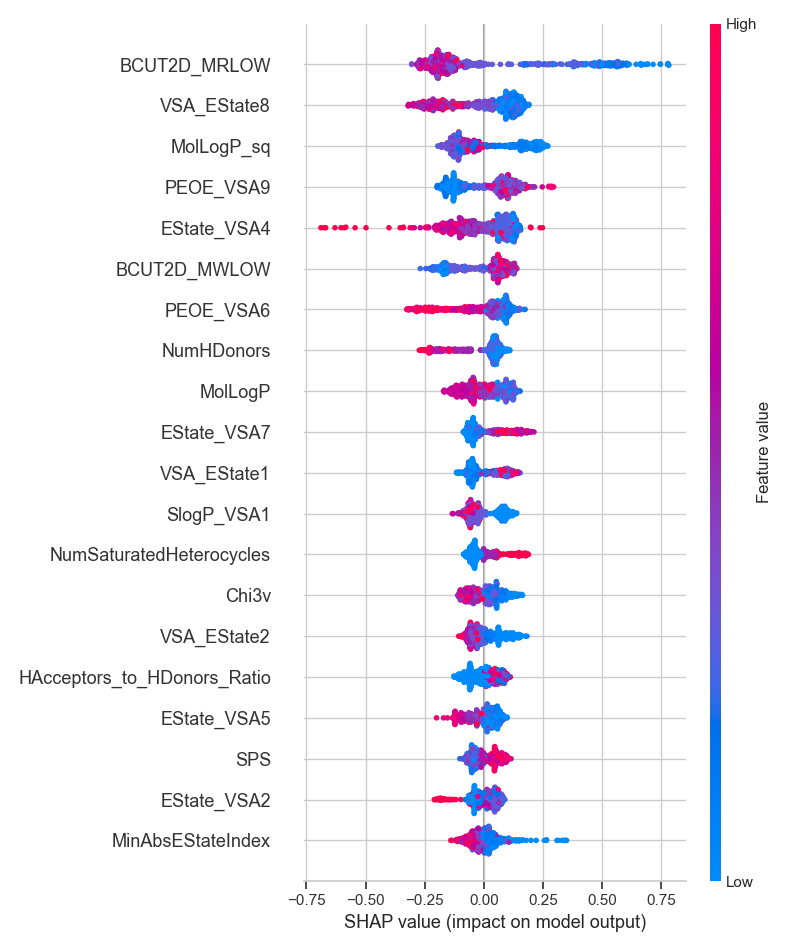 High
BCUT2D_MRLOW
VSA_EState8
MolLogP_sq
PEOE_VSA9
EState_VSA4
BCUT2D_MWLOW
PEOE_VSA6
NumHDonors
MolLogP
EState_VSA7
VSA_EState1
SlogP_VSA1
NumSaturatedHeterocycles
Chi3v
VSA_EState2
HAcceptors_to_HDonors_Ratio
EState_VSA5
SPS
EState_VSA2
MinAbsEStateIndex
Feature value
Low
−0.75 −0.50 −0.25 0.00 0.25 0.50 0.75
SHAP value (impact on model output)